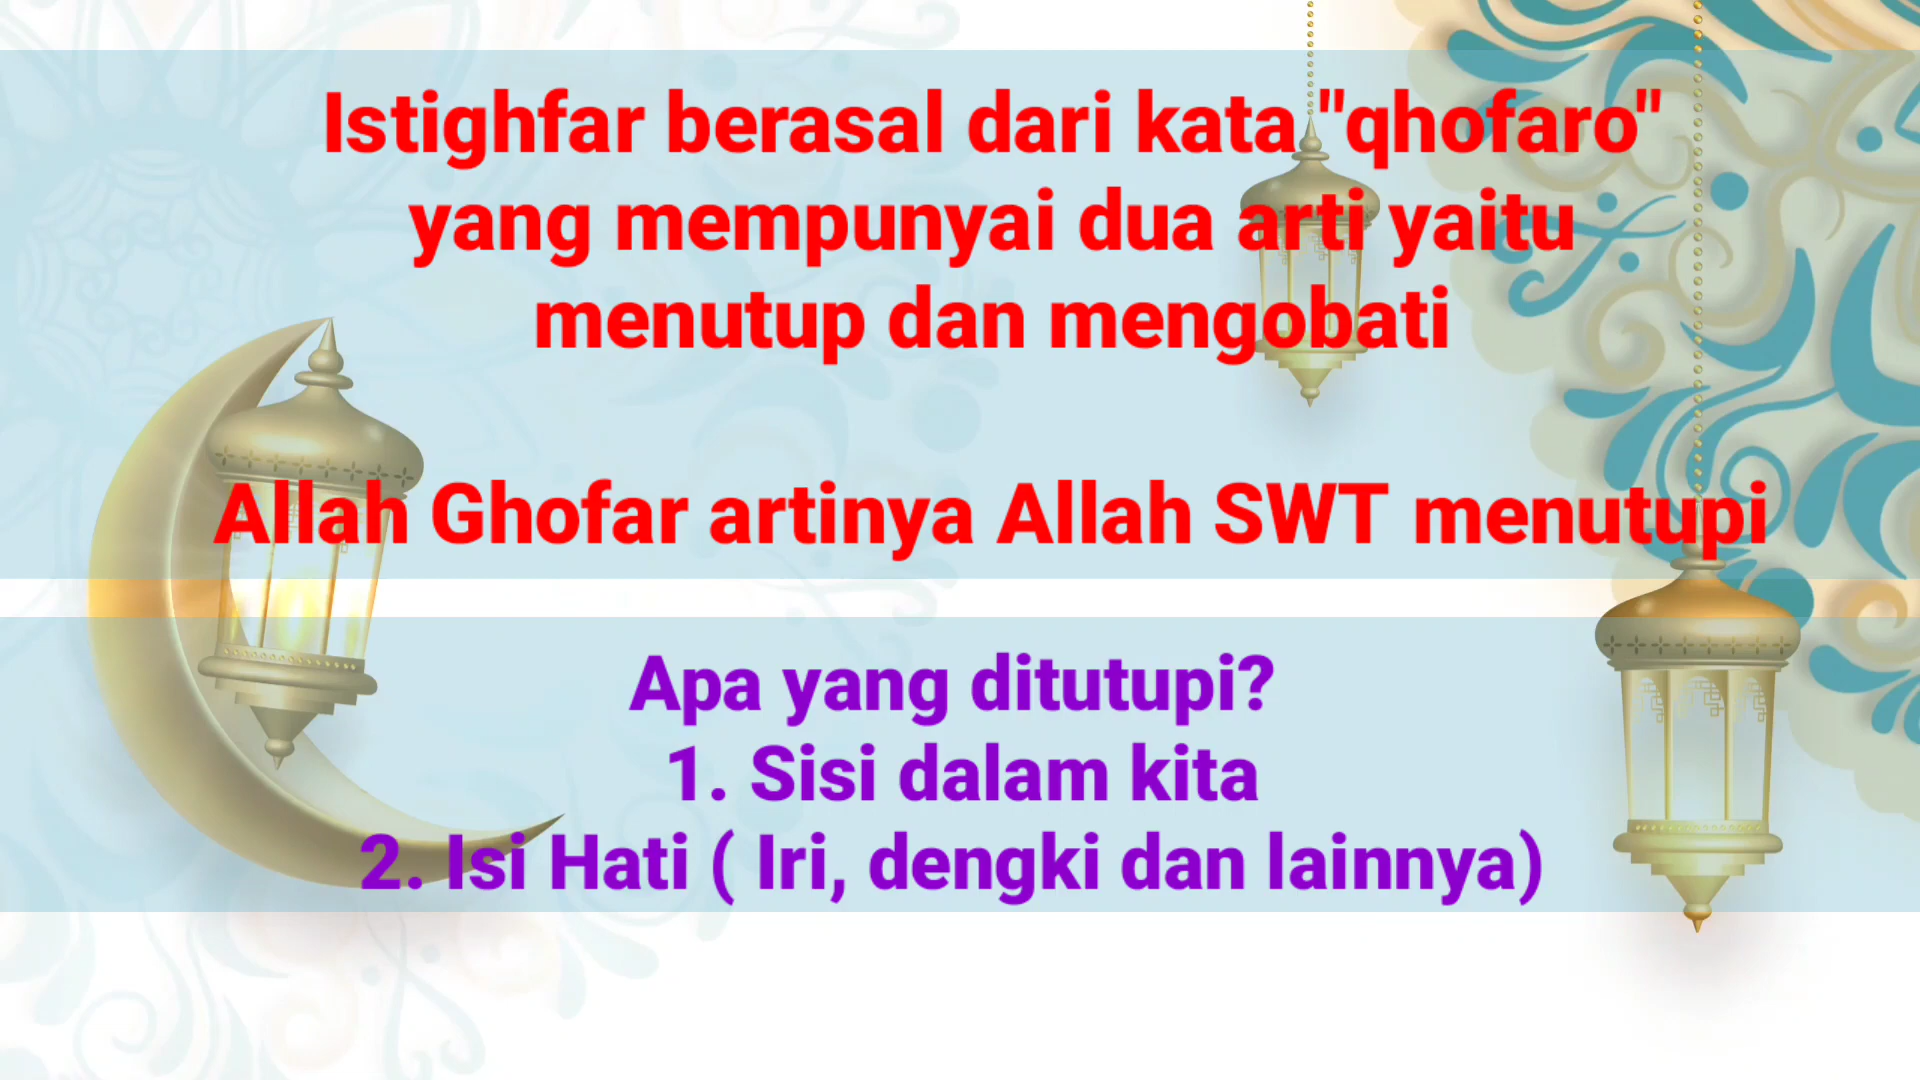 Istighfar berasal dari kata "qhofaro"
yang mempunyai dua arti yaitu
menutup dan mengobati
Allah Ghofar artinya Allah SWT menutupi
Apa yang ditutupi?
1. Sisi dalam kita
2. Isi Hati ( Iri, dengki dan lainnya)